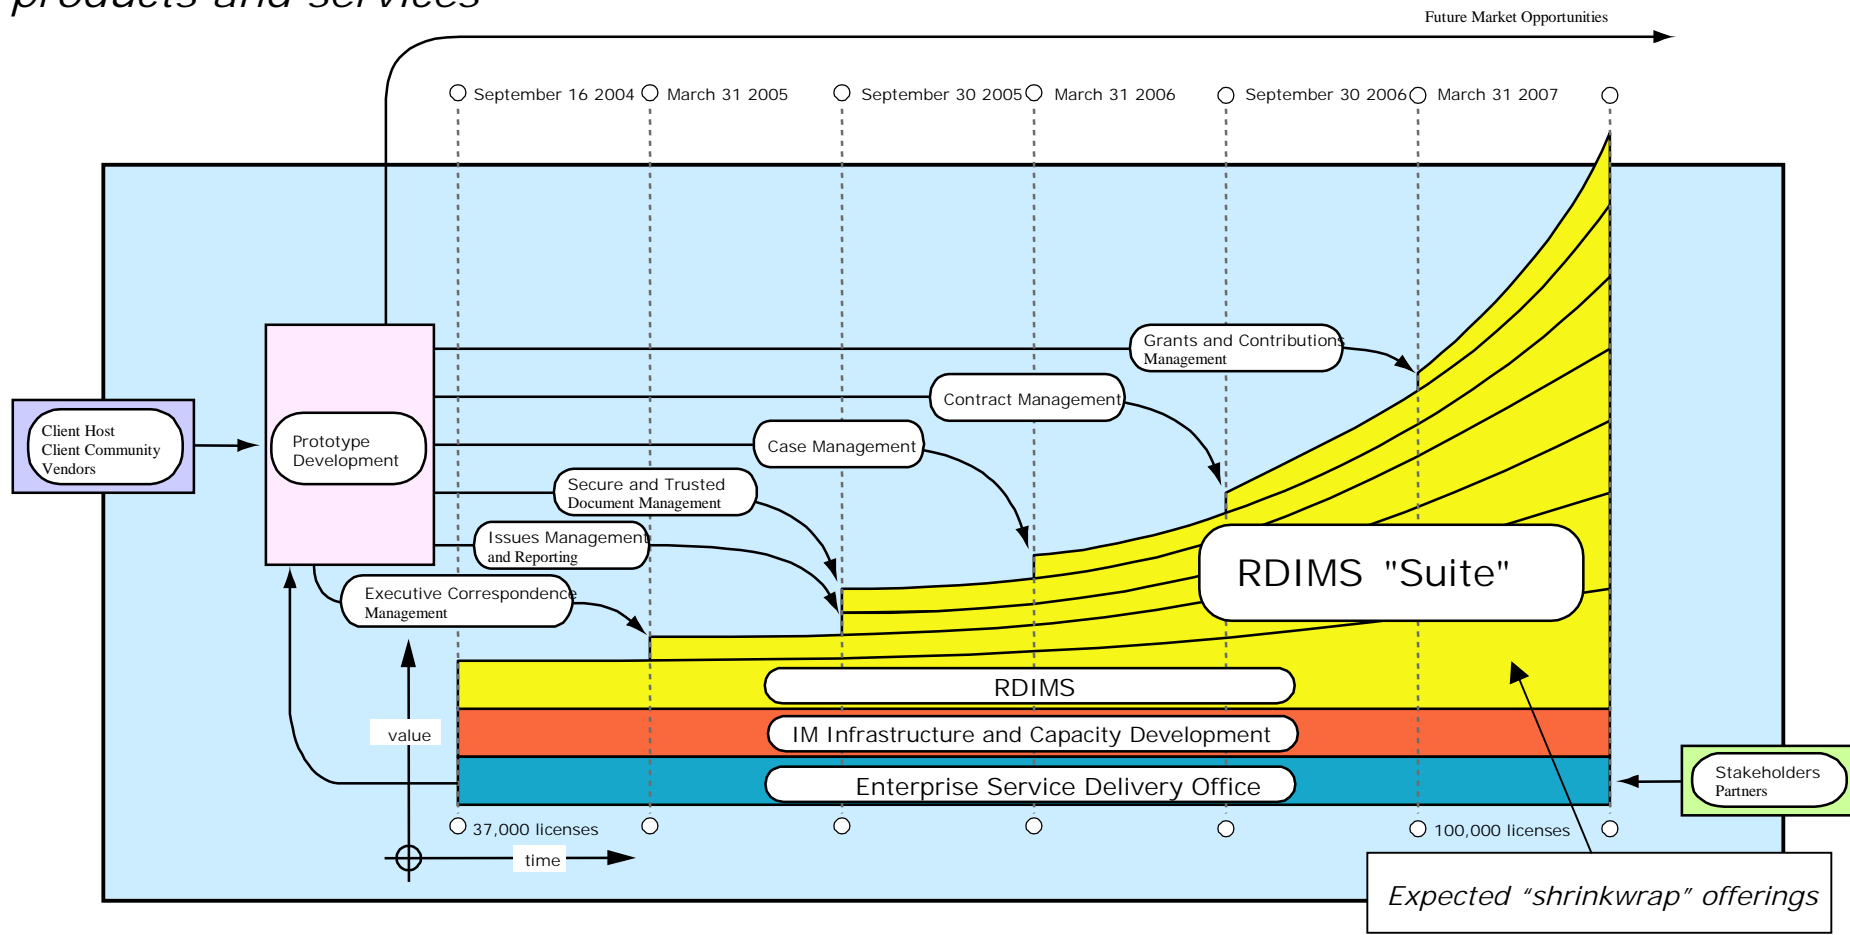 products and services
Future Market Opportunities
September 16 2004
March 31 2005
September 30 2005
March 31 2006
September 30 2006
March 31 2007
Grants and Contributions
Management
Contract Management
Client Host
Client Community
Vendors
Prototype
Development
Case Management
Secure and Trusted
Document Management
Issues Management
and Reporting
Executive Correspondence
Management
RDIMS "Suite"
RDIMS
value
IM Infrastructure and Capacity Development
Enterprise Service Delivery Office
Stakeholders
Partners
37,000 licenses
100,000 licenses
time
Expected “shrinkwrap” offerings